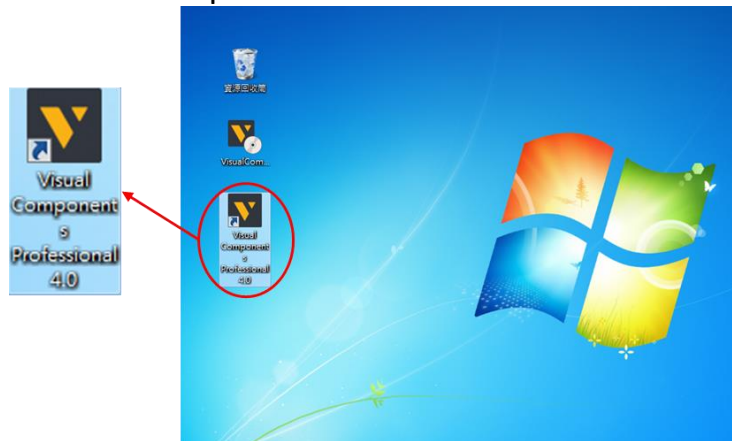 資源回收筒
VisualCom...
Visual
Component
s
Professional
4.0
Visual
Component
s
Professional
4.0